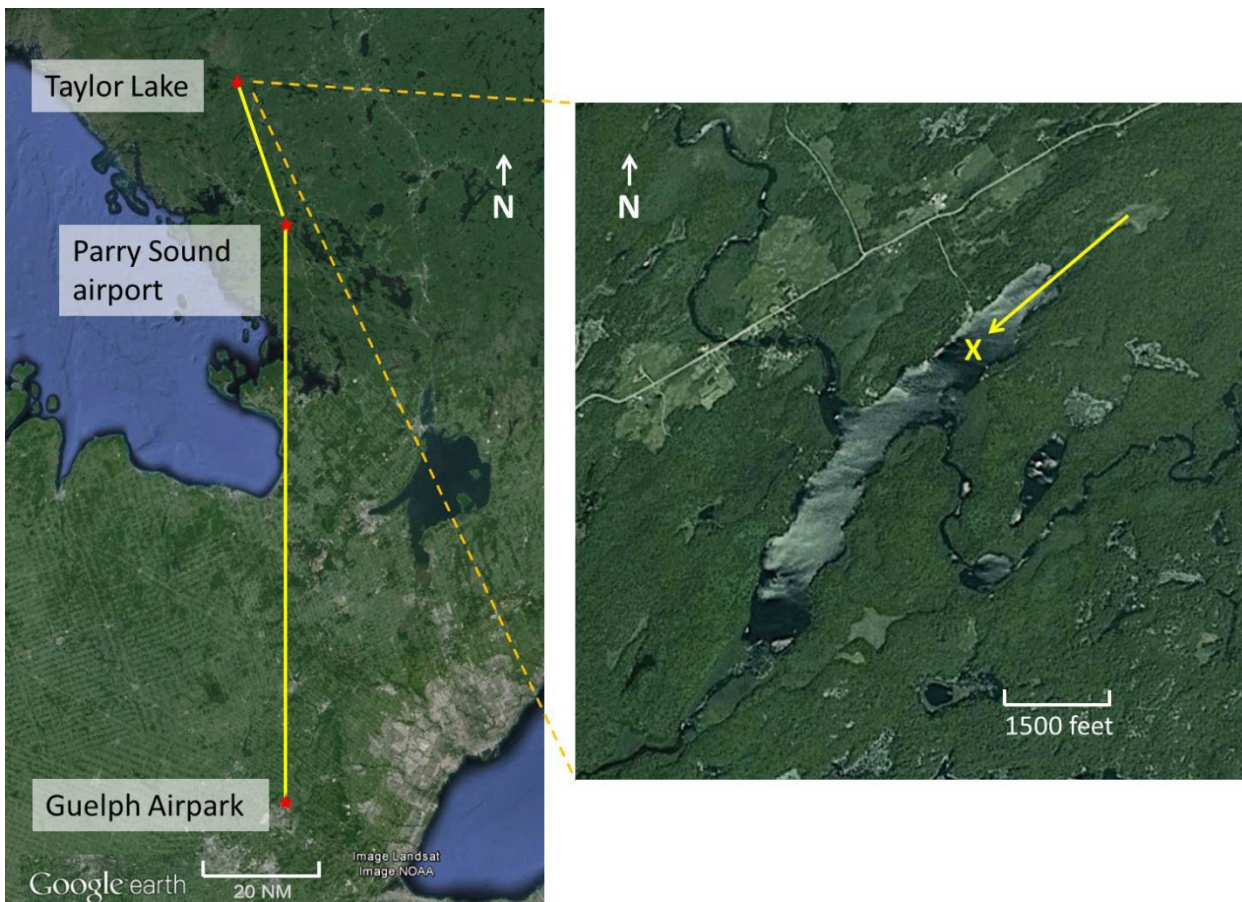 Taylor Lake
N
Parry Sound
airport
Guelph Airpark
20 NM
Image Landsat
Image NOAA
Google earth
N
X
1500 feet